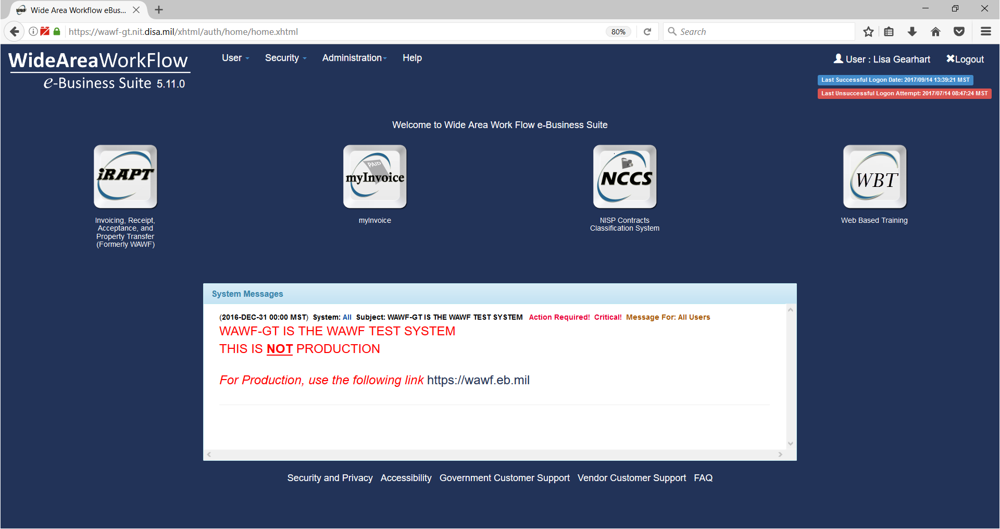 Wide Area Workflow eBus...
https://wawf-gt.nit.disa.mil/xhtml/auth/home/home.xhtml
80%
Search
WideAreaWorkFlow
e-Business Suite 5.11.0
User
Security
Administration
Help
User : Lisa Gearhart
Logout
Last Successful Logon Date: 2017/09/14 13:39:21 MST
Last Unsuccessful Logon Attempt: 2017/07/14 08:47:24 MST
Welcome to Wide Area Work Flow e-Business Suite
iRAPT
Invoicing, Receipt,
Acceptance, and
Property Transfer
(Formerly WAWF)
PAID
myInvoice
myInvoice
NCCS
NISP Contracts
Classification System
WBT
Web Based Training
System Messages
(2016-DEC-31 00:00 MST) System: All Subject: WAWF-GT IS THE WAWF TEST SYSTEM Action Required! Critical! Message For: All Users
WAWF-GT IS THE WAWF TEST SYSTEM
THIS IS NOT PRODUCTION
For Production, use the following link https://wawf.eb.mil
Security and Privacy Accessibility Government Customer Support Vendor Customer Support FAQ